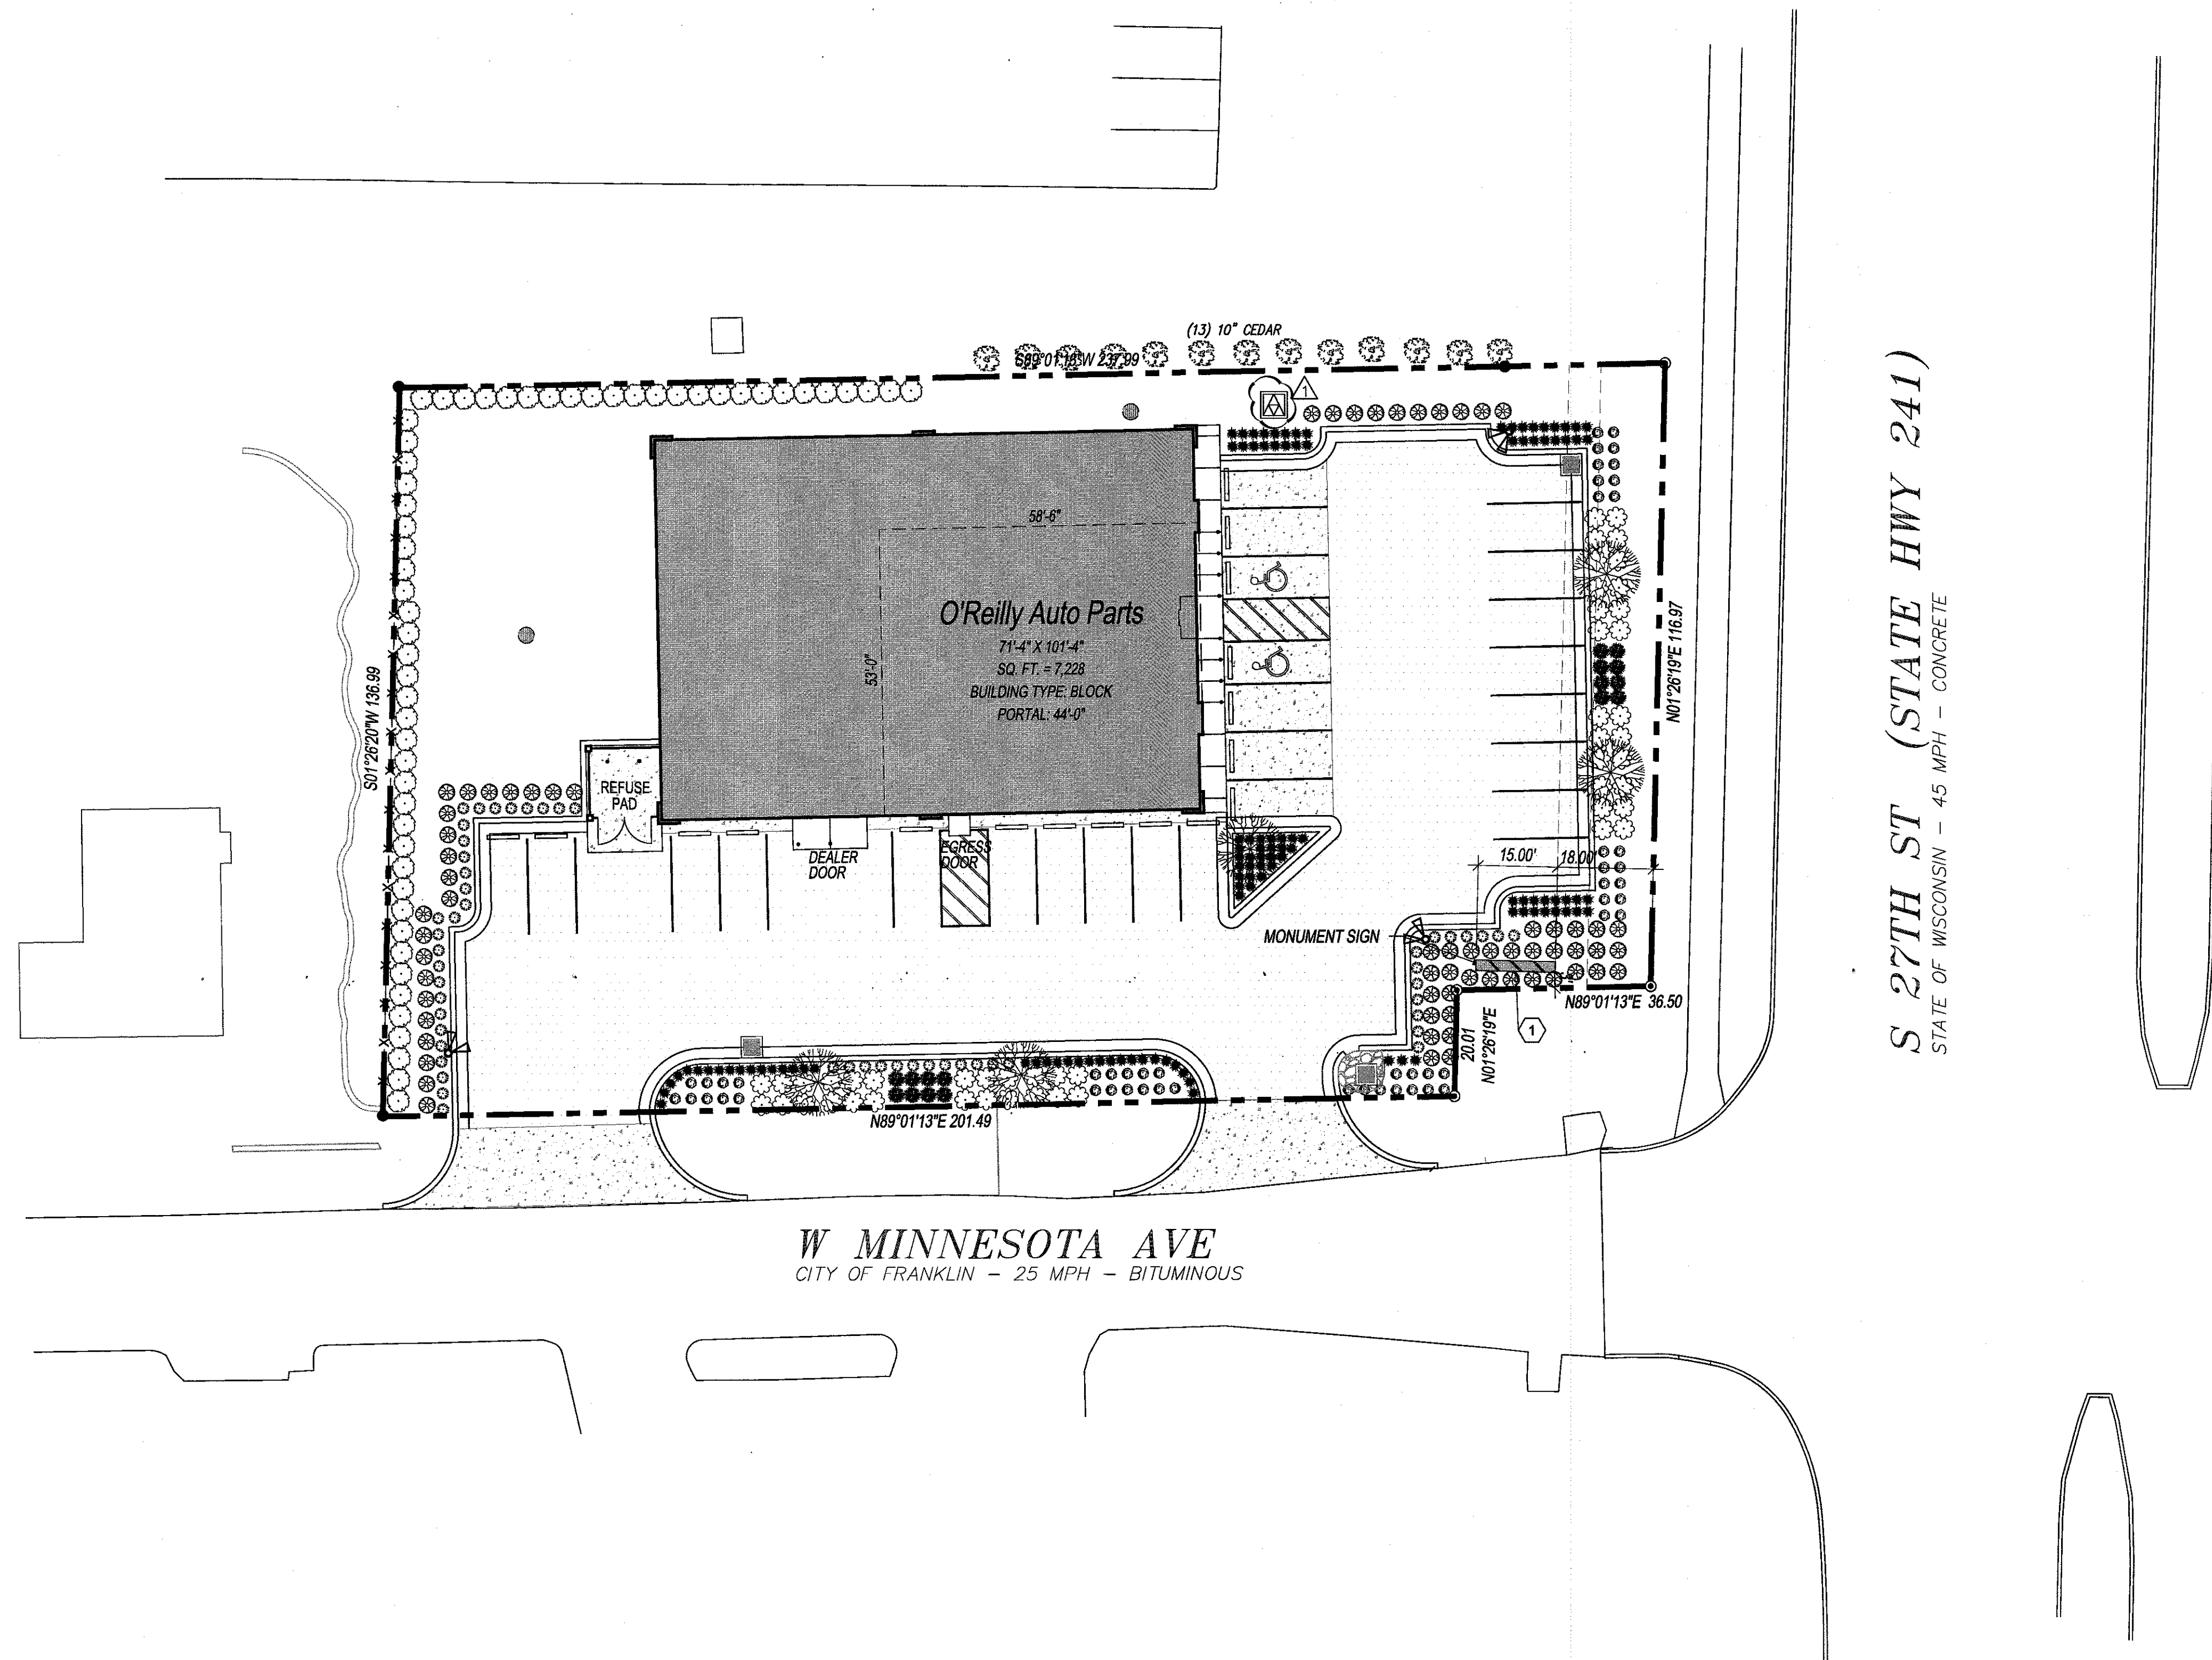 (13) 10" CEDAR
S89°01'18"W 237.99
1
58'-6"
O'Reilly Auto Parts
71'-4" X 101'-4"
SQ. FT. = 7,228
BUILDING TYPE: BLOCK
PORTAL: 44'-0"
53'-0"
S01°26'20"W 136.99
N01°26'19"E 116.97
S 27TH ST (STATE HWY 241)
STATE OF WISCONSIN - 45 MPH - CONCRETE
REFUSE
PAD
DEALER
DOOR
EGRESS
DOOR
15.00'
18.00'
MONUMENT SIGN
N89°01'13"E 36.50
20.01
N01°26'19"E
1
N89°01'13"E 201.49
W MINNESOTA AVE
CITY OF FRANKLIN - 25 MPH - BITUMINOUS